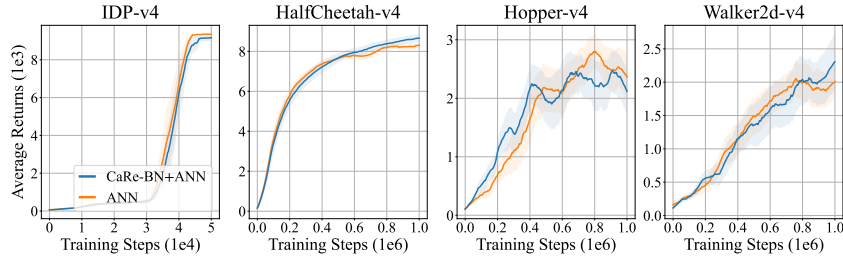 IDP-v4
HalfCheetah-v4
Hopper-v4
Walker2d-v4
Average Returns (1e3)
8
6
4
2
0
CaRe-BN+ANN
ANN
0 1 2 3 4 5
Training Steps (1e4)
8
6
4
2
0
0.0 0.2 0.4 0.6 0.8 1.0
Training Steps (1e6)
3
2
1
0
0.0 0.2 0.4 0.6 0.8 1.0
Training Steps (1e6)
2.5
2.0
1.5
1.0
0.5
0.0
0.0 0.2 0.4 0.6 0.8 1.0
Training Steps (1e6)